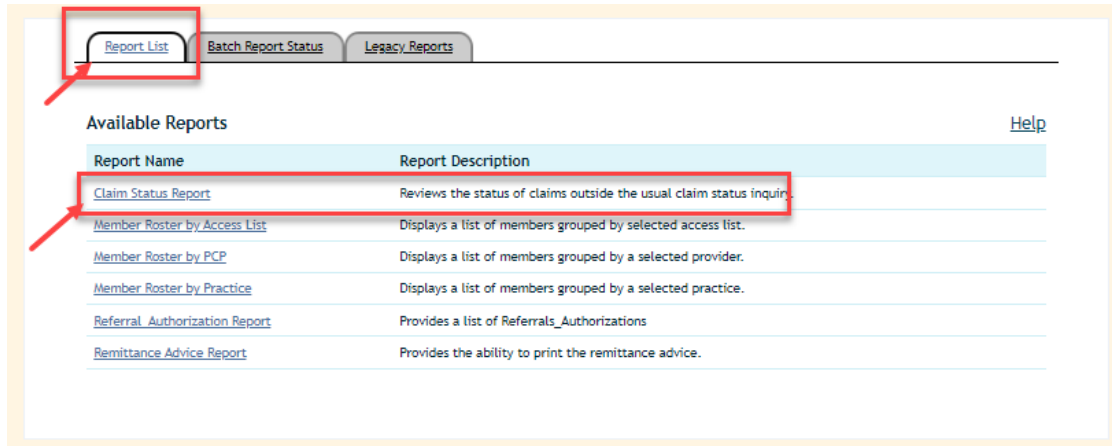 Report List Batch Report Status Legacy Reports
Available Reports Help
Report Name Report Description
Claim Status Report Reviews the status of claims outside the usual claim status inquiry.
Member Roster by Access List Displays a list of members grouped by selected access list.
Member Roster by PCP Displays a list of members grouped by a selected provider.
Member Roster by Practice Displays a list of members grouped by a selected practice.
Referral_Authorization Report Provides a list of Referrals_Authorizations
Remittance Advice Report Provides the ability to print the remittance advice.